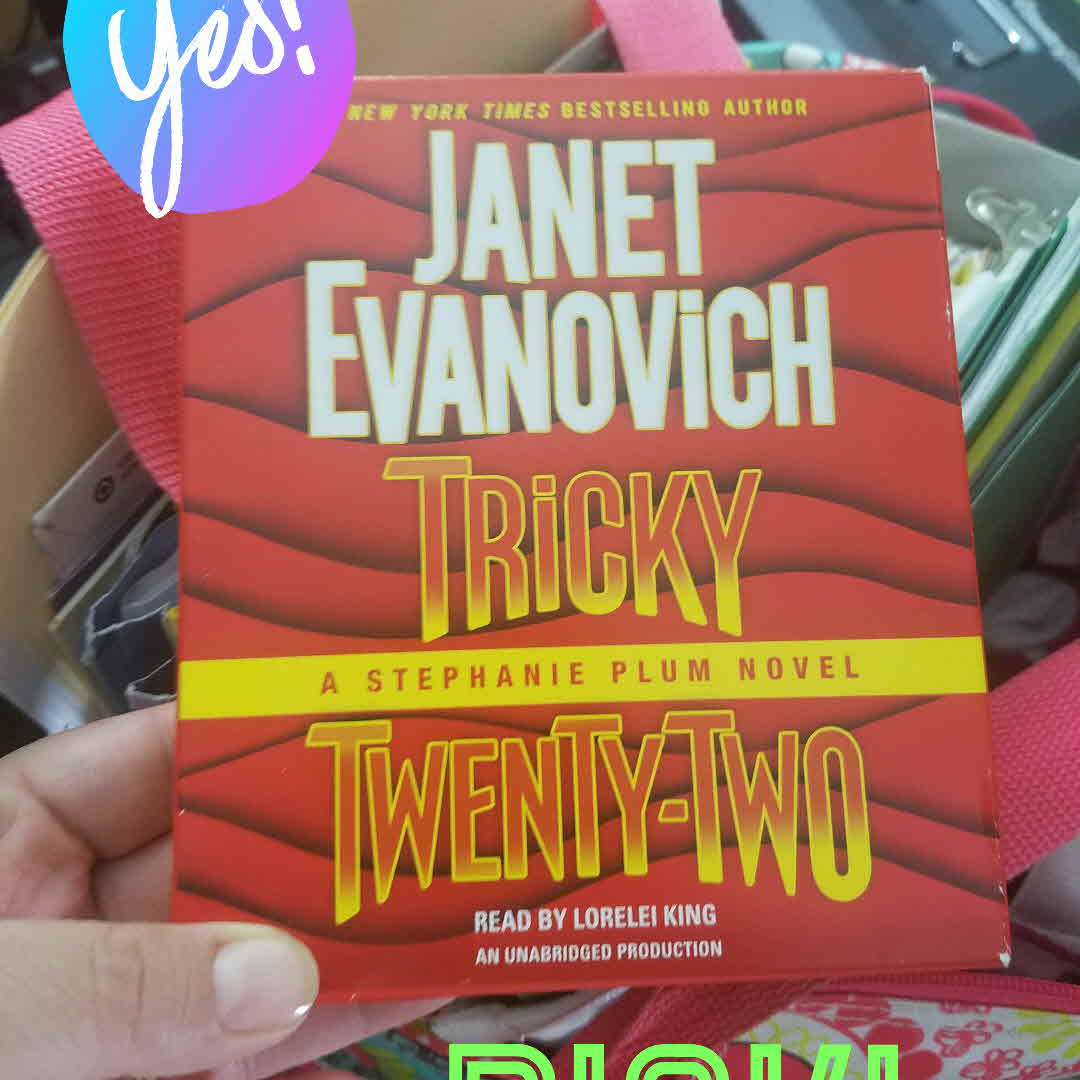 Yes!
NEW YORK TIMES BESTSELLING AUTHOR
JANET
EVANOVICH
TRICKY
A STEPHANIE PLUM NOVEL
TWENTY-TWO
READ BY LORELEI KING
AN UNABRIDGED PRODUCTION